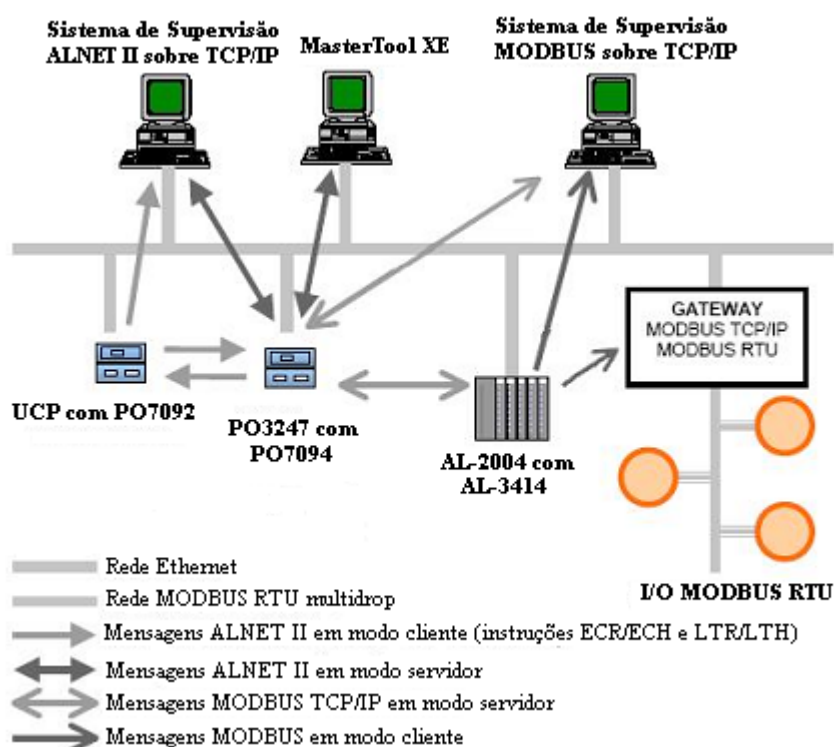 Sistema de Supervisão
ALNET II sobre TCP/IP
MasterTool XE
Sistema de Supervisão
MODBUS sobre TCP/IP
GATEWAY
MODBUS TCP/IP
MODBUS RTU
UCP com PO7092
PO3247 com
PO7094
AL-2004 com
AL-3414
I/O MODBUS RTU
Rede Ethernet
Rede MODBUS RTU multidrop
Mensagens ALNET II em modo cliente (instruções ECR/ECH e LTR/LTH)
Mensagens ALNET II em modo servidor
Mensagens MODBUS TCP/IP em modo servidor
Mensagens MODBUS em modo cliente